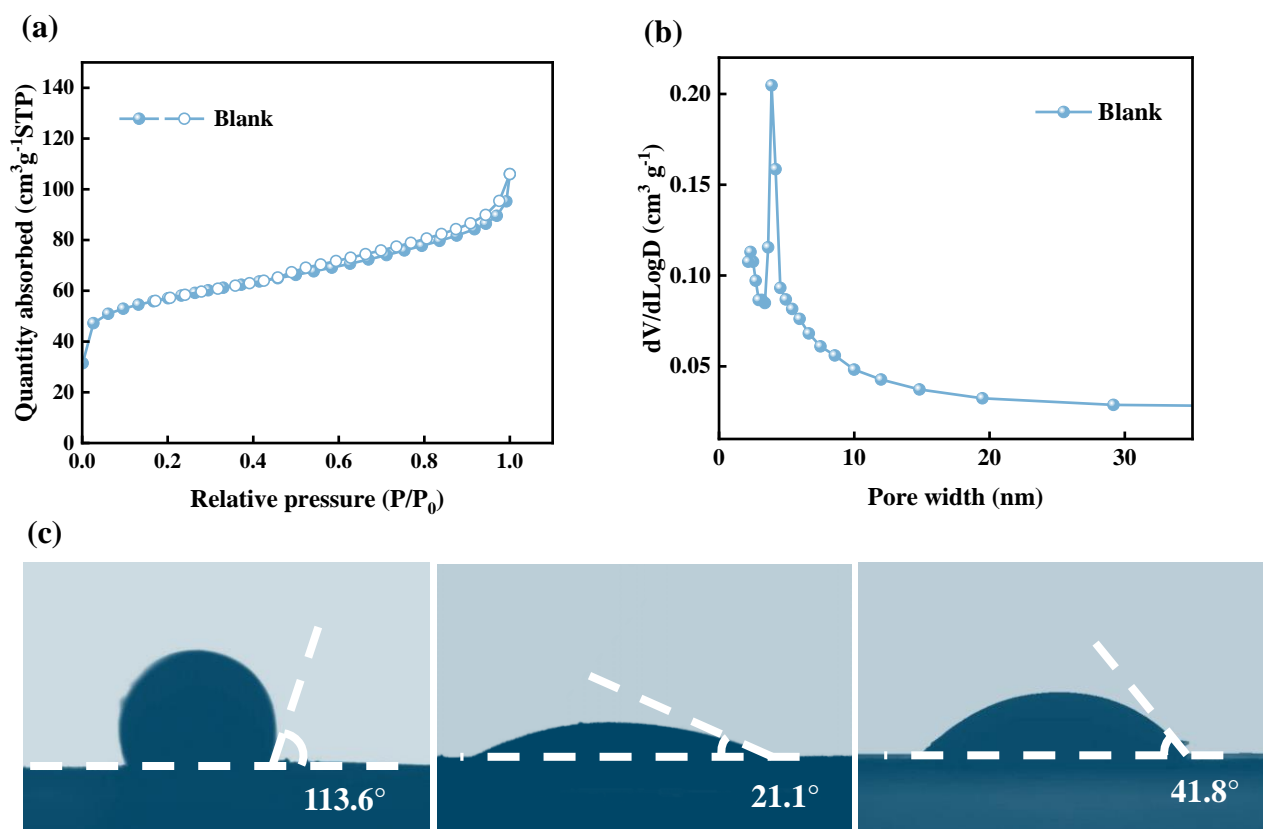 (a)
Quantity absorbed (cm³g⁻¹STP)
140
120
100
80
60
40
20
0
Blank
0.0 0.2 0.4 0.6 0.8 1.0
Relative pressure (P/P₀)
(b)
dV/dLogD (cm³ g⁻¹)
0.20
0.15
0.10
0.05
Blank
0 10 20 30
Pore width (nm)
(c)
113.6°
21.1°
41.8°